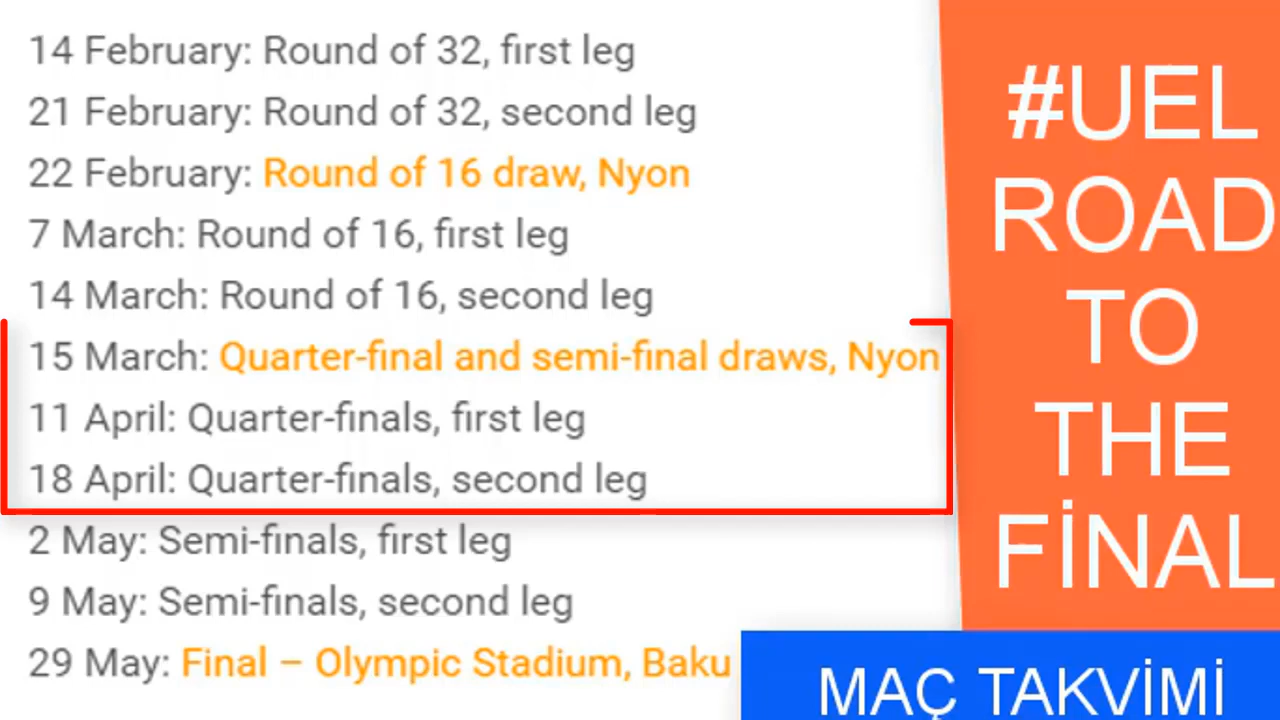 14 February: Round of 32, first leg
21 February: Round of 32, second leg
22 February: Round of 16 draw, Nyon
7 March: Round of 16, first leg
14 March: Round of 16, second leg
15 March: Quarter-final and semi-final draws, Nyon
11 April: Quarter-finals, first leg
18 April: Quarter-finals, second leg
2 May: Semi-finals, first leg
9 May: Semi-finals, second leg
29 May: Final – Olympic Stadium, Baku
#UEL
ROAD
TO
THE
FİNAL
MAÇ TAKVİMİ